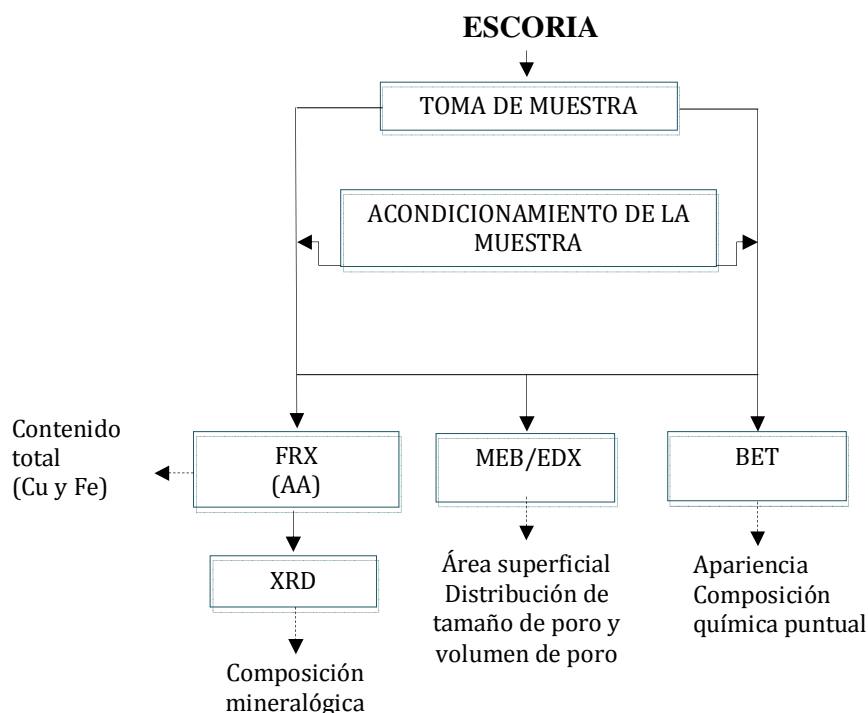 ESCORIA
TOMA DE MUESTRA
ACONDICIONAMIENTO DE LA
MUESTRA
Contenido
total
(Cu y Fe)
FRX
(AA)
MEB/EDX
BET
XRD
Área superficial
Distribución de
tamaño de poro y
volumen de poro
Apariencia
Composición
química puntual
Composición
mineralógica